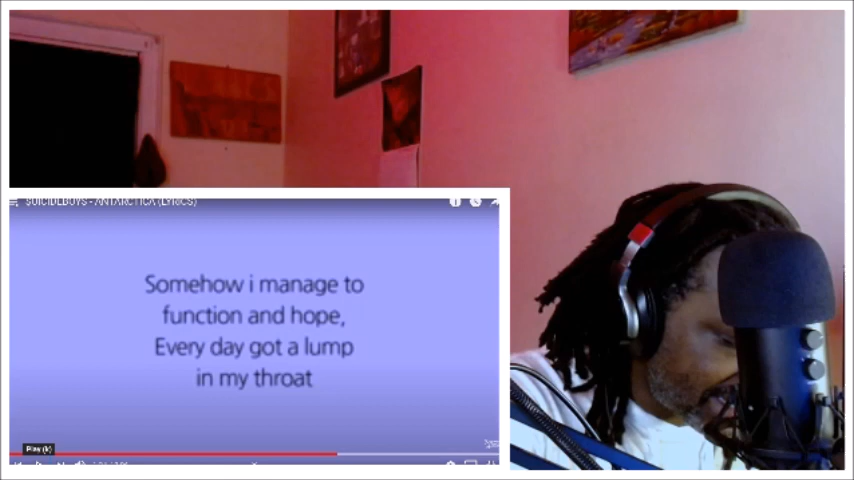 $UICIDEBOY$ - ANTARCTICA (LYRICS)
Somehow i manage to
function and hope,
Every day got a lump
in my throat
Play (k)